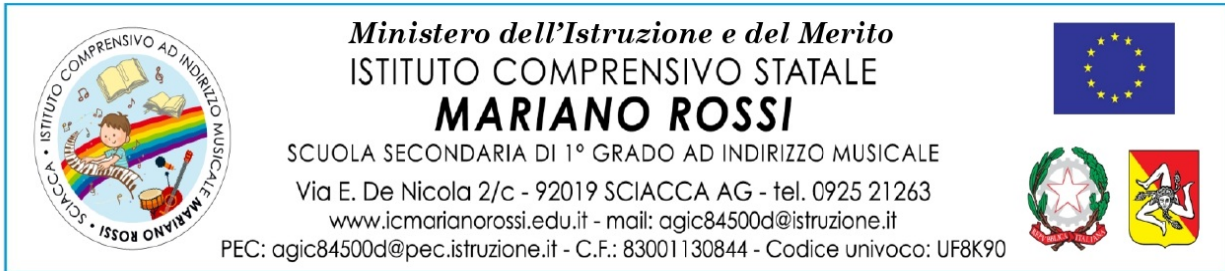 ISTITUTO COMPRENSIVO AD INDIRIZZO MUSICALE MARIANO ROSSI • SCIACCA •
Ministero dell'Istruzione e del Merito
ISTITUTO COMPRENSIVO STATALE
MARIANO ROSSI
SCUOLA SECONDARIA DI 1° GRADO AD INDIRIZZO MUSICALE
Via E. De Nicola 2/c - 92019 SCIACCA AG - tel. 0925 21263
www.icmarianorossi.edu.it - mail: agic84500d@istruzione.it
PEC: agic84500d@pec.istruzione.it - C.F.: 83001130844 - Codice univoco: UF8K90
REPVBBLICA ITALIANA